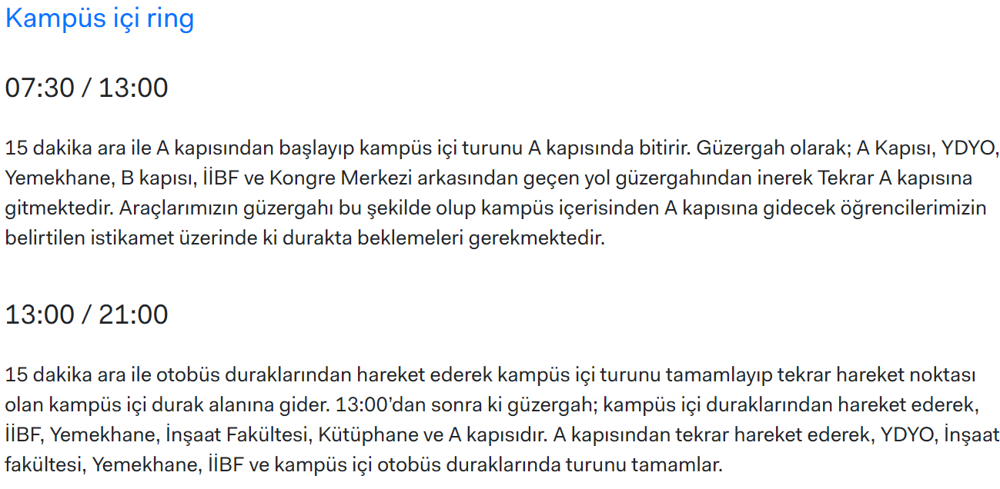 Kampüs içi ring
07:30 / 13:00
15 dakika ara ile A kapısından başlayıp kampüs içi turunu A kapısında bitirir. Güzergah olarak; A Kapısı, YDYO,
Yemekhane, B kapısı, İİBF ve Kongre Merkezi arkasından geçen yol güzergahından inerek Tekrar A kapısına
gitmektedir. Araçlarımızın güzergahı bu şekilde olup kampüs içerisinden A kapısına gidecek öğrencilerimizin
belirtilen istikamet üzerinde ki durakta beklemeleri gerekmektedir.
13:00 / 21:00
15 dakika ara ile otobüs duraklarından hareket ederek kampüs içi turunu tamamlayıp tekrar hareket noktası
olan kampüs içi durak alanına gider. 13:00’dan sonra ki güzergah; kampüs içi duraklarından hareket ederek,
İİBF, Yemekhane, İnşaat Fakültesi, Kütüphane ve A kapısıdır. A kapısından tekrar hareket ederek, YDYO, İnşaat
fakültesi, Yemekhane, İİBF ve kampüs içi otobüs duraklarında turunu tamamlar.